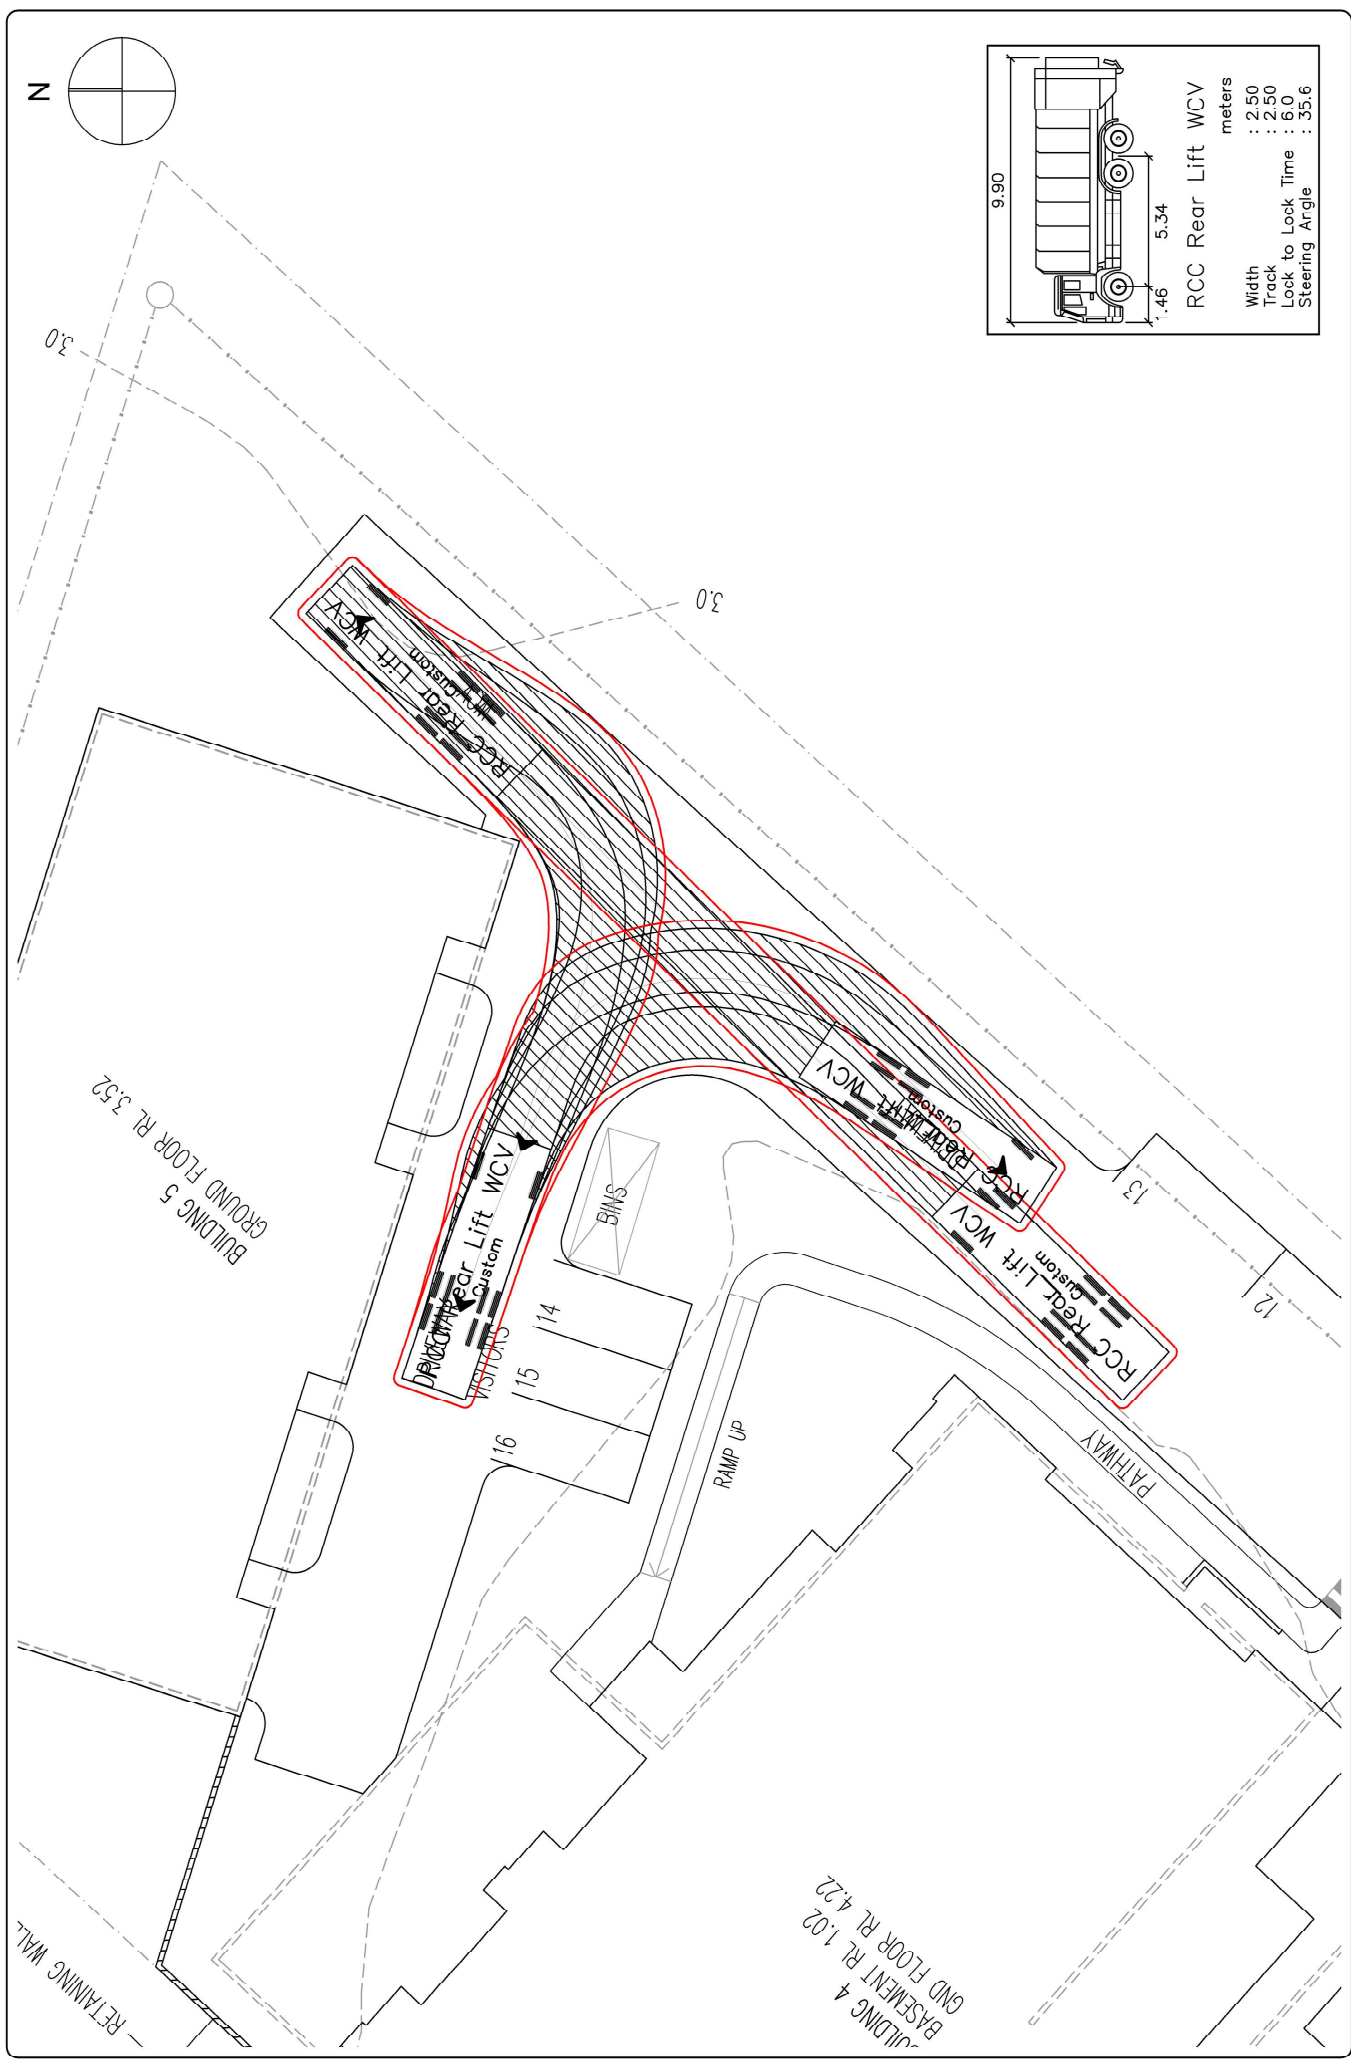 N
3.0
3.0
9.90
5.34
1.46
RCC Rear Lift WCV
meters
Width : 2.50
Track : 2.50
Lock to Lock Time : 6.0
Steering Angle : 35.6
BUILDING 5
GROUND FLOOR RL 3.52
RCC Rear Lift WCV
Custom
RCC Rear Lift WCV
Custom
RCC Rear Lift WCV
Custom
Rear Lift WCV
Custom
VISITORS
BINS
14
15
16
13
12
RAMP UP
PATHWAY
BUILDING 4
BASEMENT RL 1.02
GND FLOOR RL 4.22
RETAINING WALL